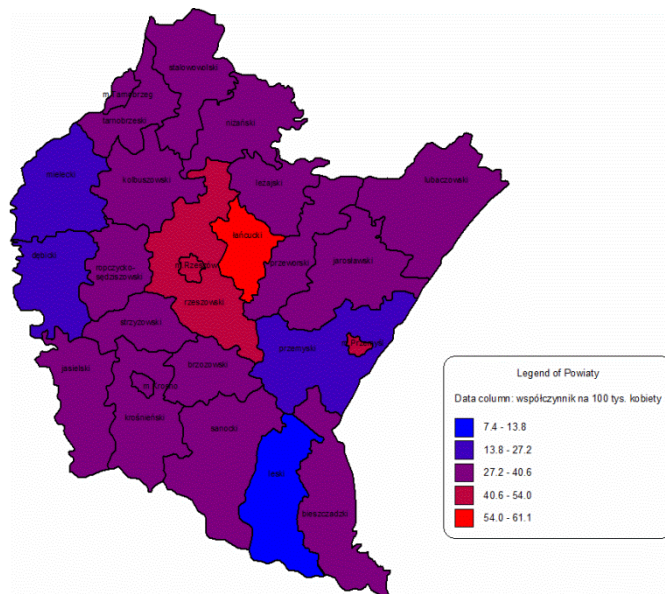 stalowowolski
m.Tarnobrzeg
tarnobrzeski
niżański
mielecki
kolbuszowski
leżajski
lubaczowski
łańcucki
dębicki
ropczycko-
sędziszowski
m.Rzeszów
przeworski
jarosławski
rzeszowski
strzyżowski
przemyski
m.Przemyśl
jasielski
brzozowski
m.Krosno
krośnieński
sanocki
leski
bieszczadzki
Legend of Powiaty
Data column: współczynnik na 100 tys. kobiety
7.4 - 13.8
13.8 - 27.2
27.2 - 40.6
40.6 - 54.0
54.0 - 61.1